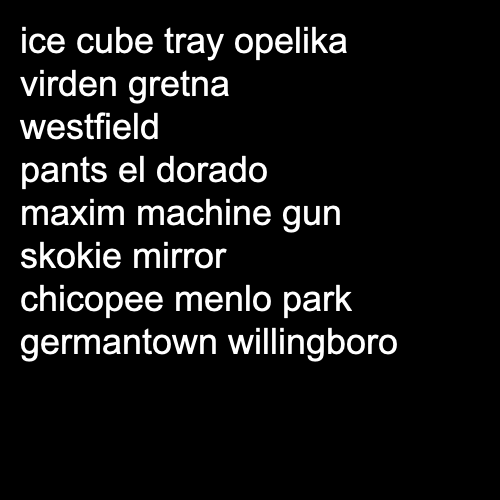 ice cube tray opelika
virden gretna
westfield
pants el dorado
maxim machine gun
skokie mirror
chicopee menlo park
germantown willingboro